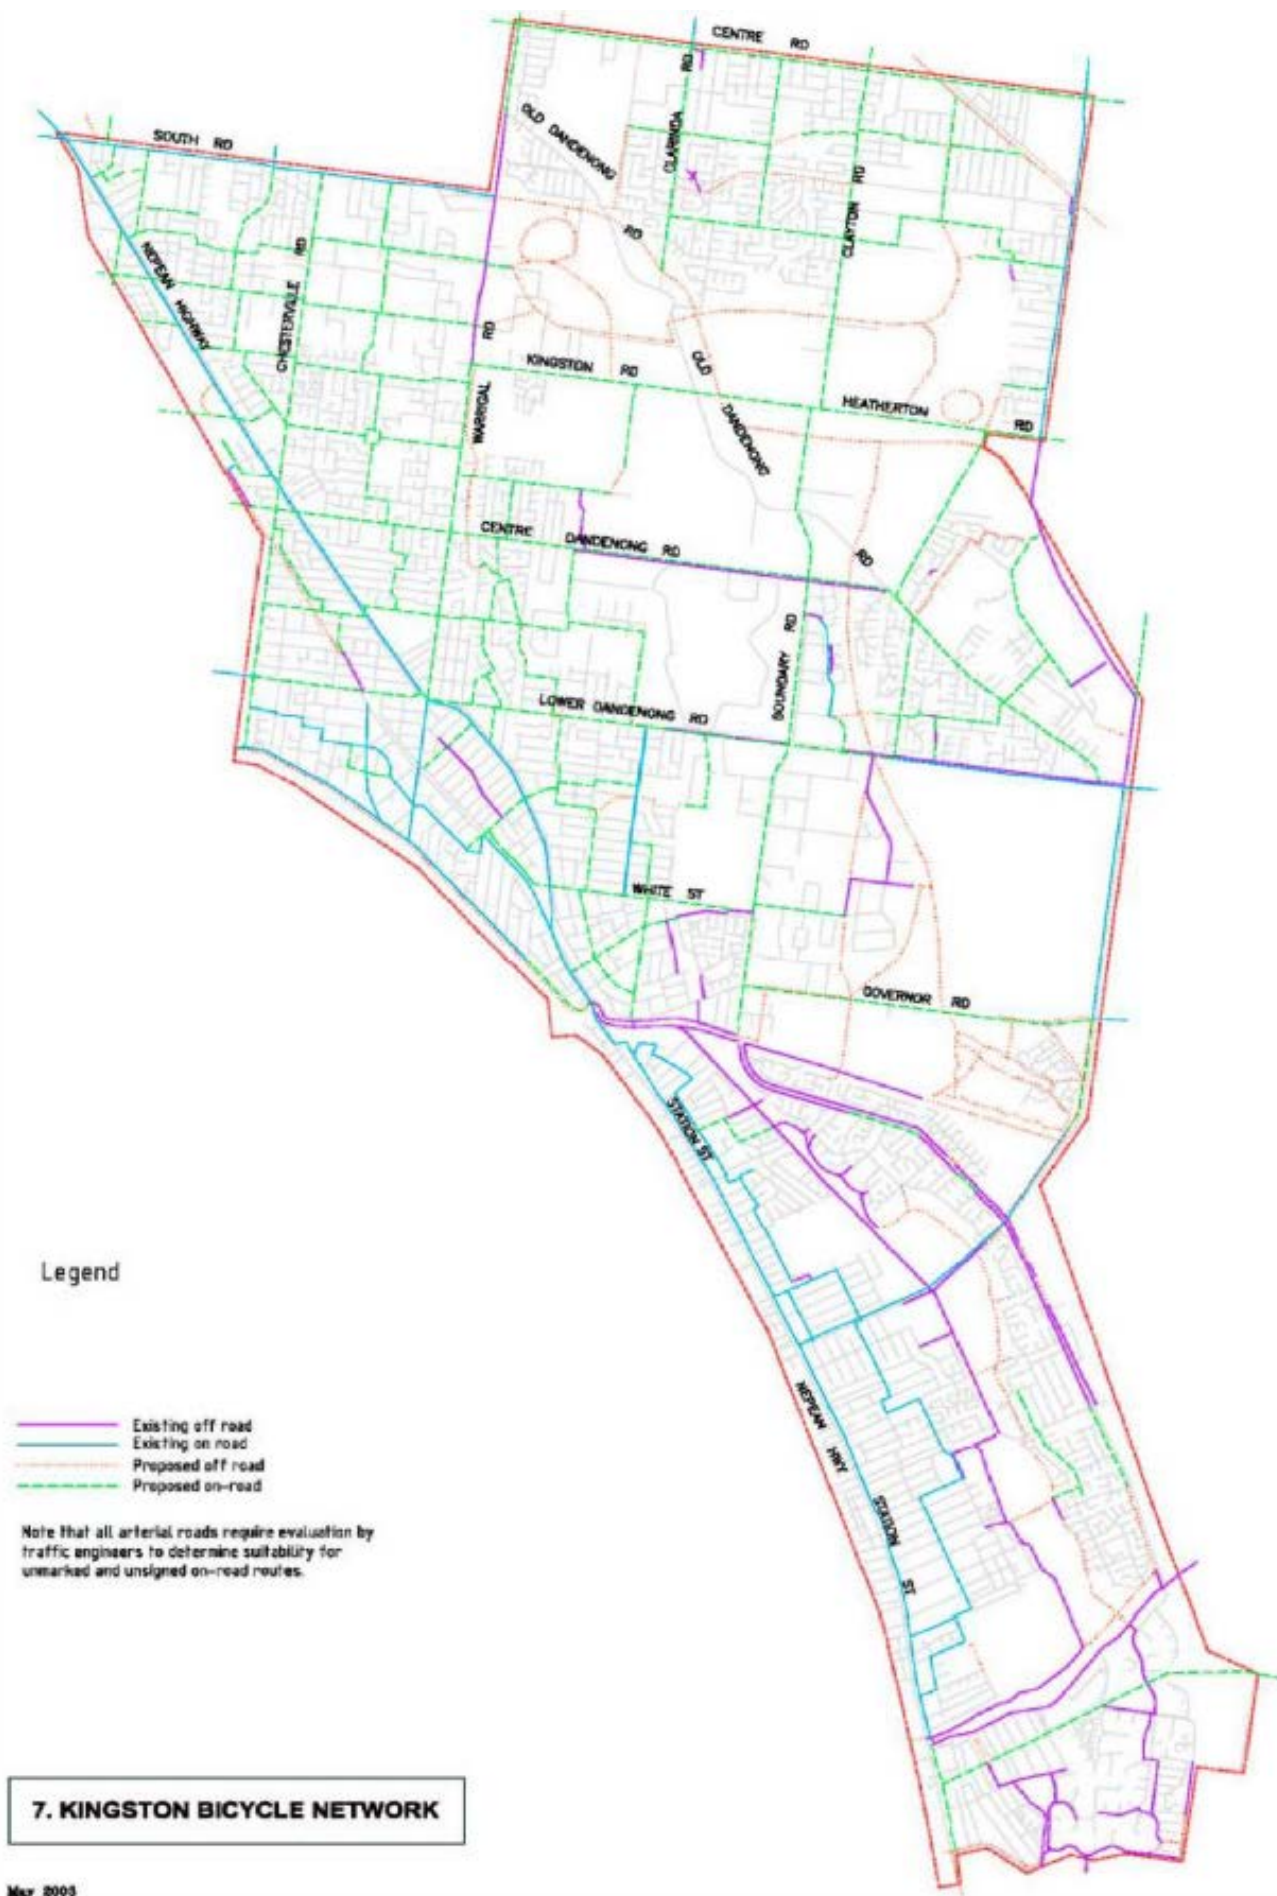 CENTRE RD
SOUTH RD
OLD DANDENONG
RD
CLARINDA
RD
CLAYTON
RD
NEPEAN HIGHWAY
CHESTERVILLE
RD
WARRIGAL
RD
KINGSTON RD
OLD
DANDENONG
RD
HEATHERTON
RD
CENTRE DANDENONG RD
BOUNDARY
RD
LOWER DANDENONG RD
WHITE ST
GOVERNOR RD
STATION ST
NEPEAN HWY
STATION
ST
Legend
Existing off road
Existing on road
Proposed off road
Proposed on-road
Note that all arterial roads require evaluation by
traffic engineers to determine suitability for
unmarked and unsigned on-road routes.
7. KINGSTON BICYCLE NETWORK
May 2003